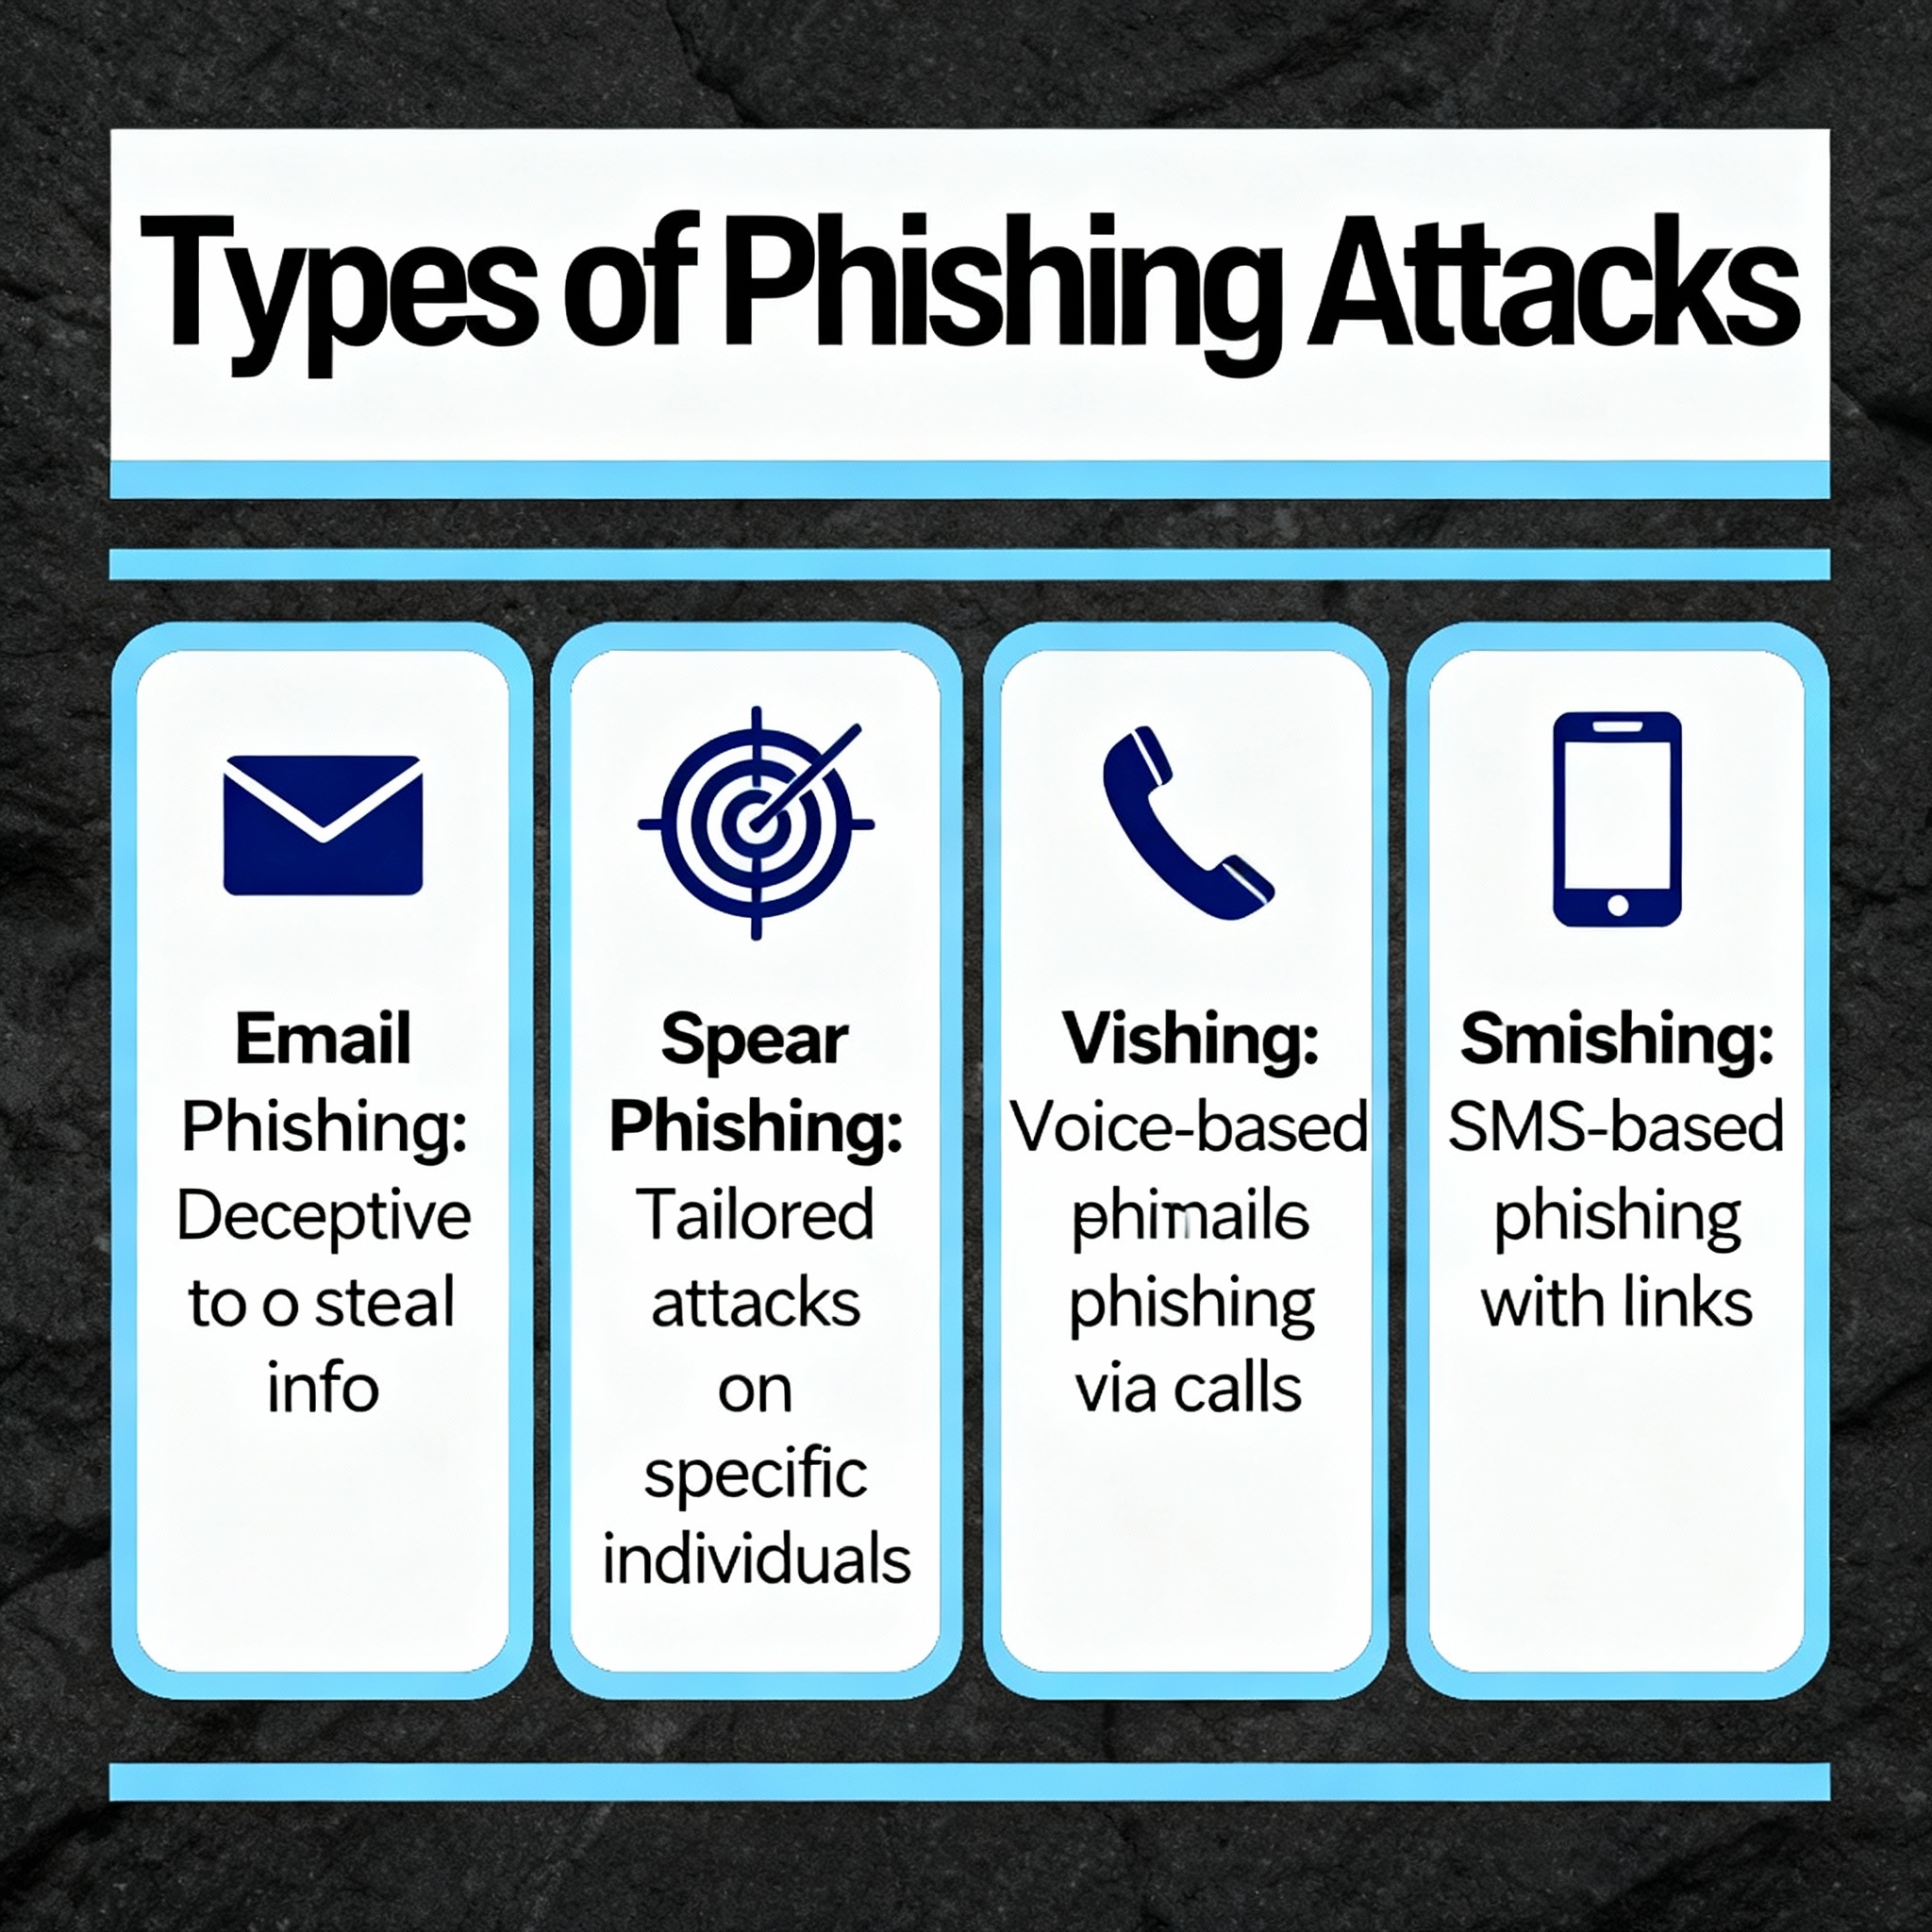 Types of Phishing Attacks
Email
Phishing:
Deceptive
to o steal
info
Spear
Phishing:
Tailored
attacks
on
specific
individuals
Vishing:
Voice-based
phishing
via calls
Smishing:
SMS-based
phishing
with links